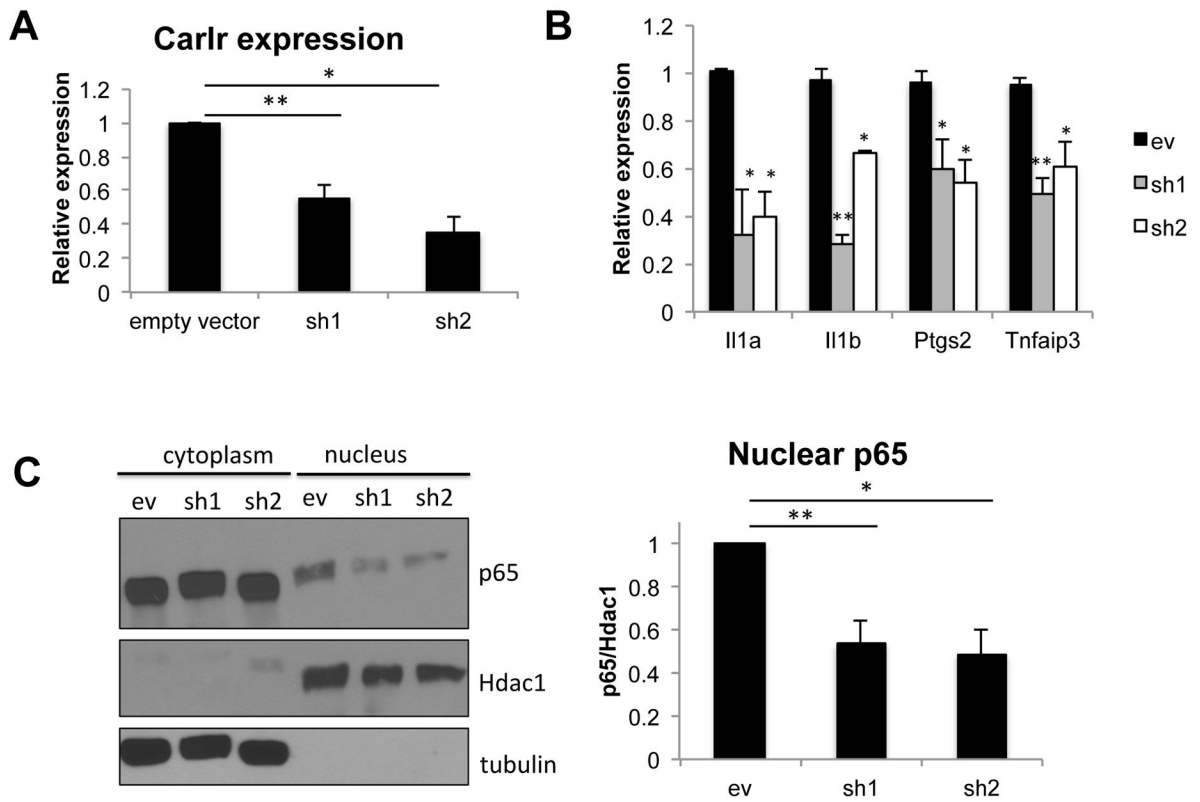 A
Carlr expression
Relative expression
1.2
1
0.8
0.6
0.4
0.2
0
*
**
empty vector sh1 sh2
B
Relative expression
1.2
1
0.8
0.6
0.4
0.2
0
* *
** *
* *
** *
Il1a Il1b Ptgs2 Tnfaip3
ev
sh1
sh2
C
cytoplasm nucleus
ev sh1 sh2 ev sh1 sh2
p65
Hdac1
tubulin
Nuclear p65
p65/Hdac1
1
0.8
0.6
0.4
0.2
0
*
**
ev sh1 sh2